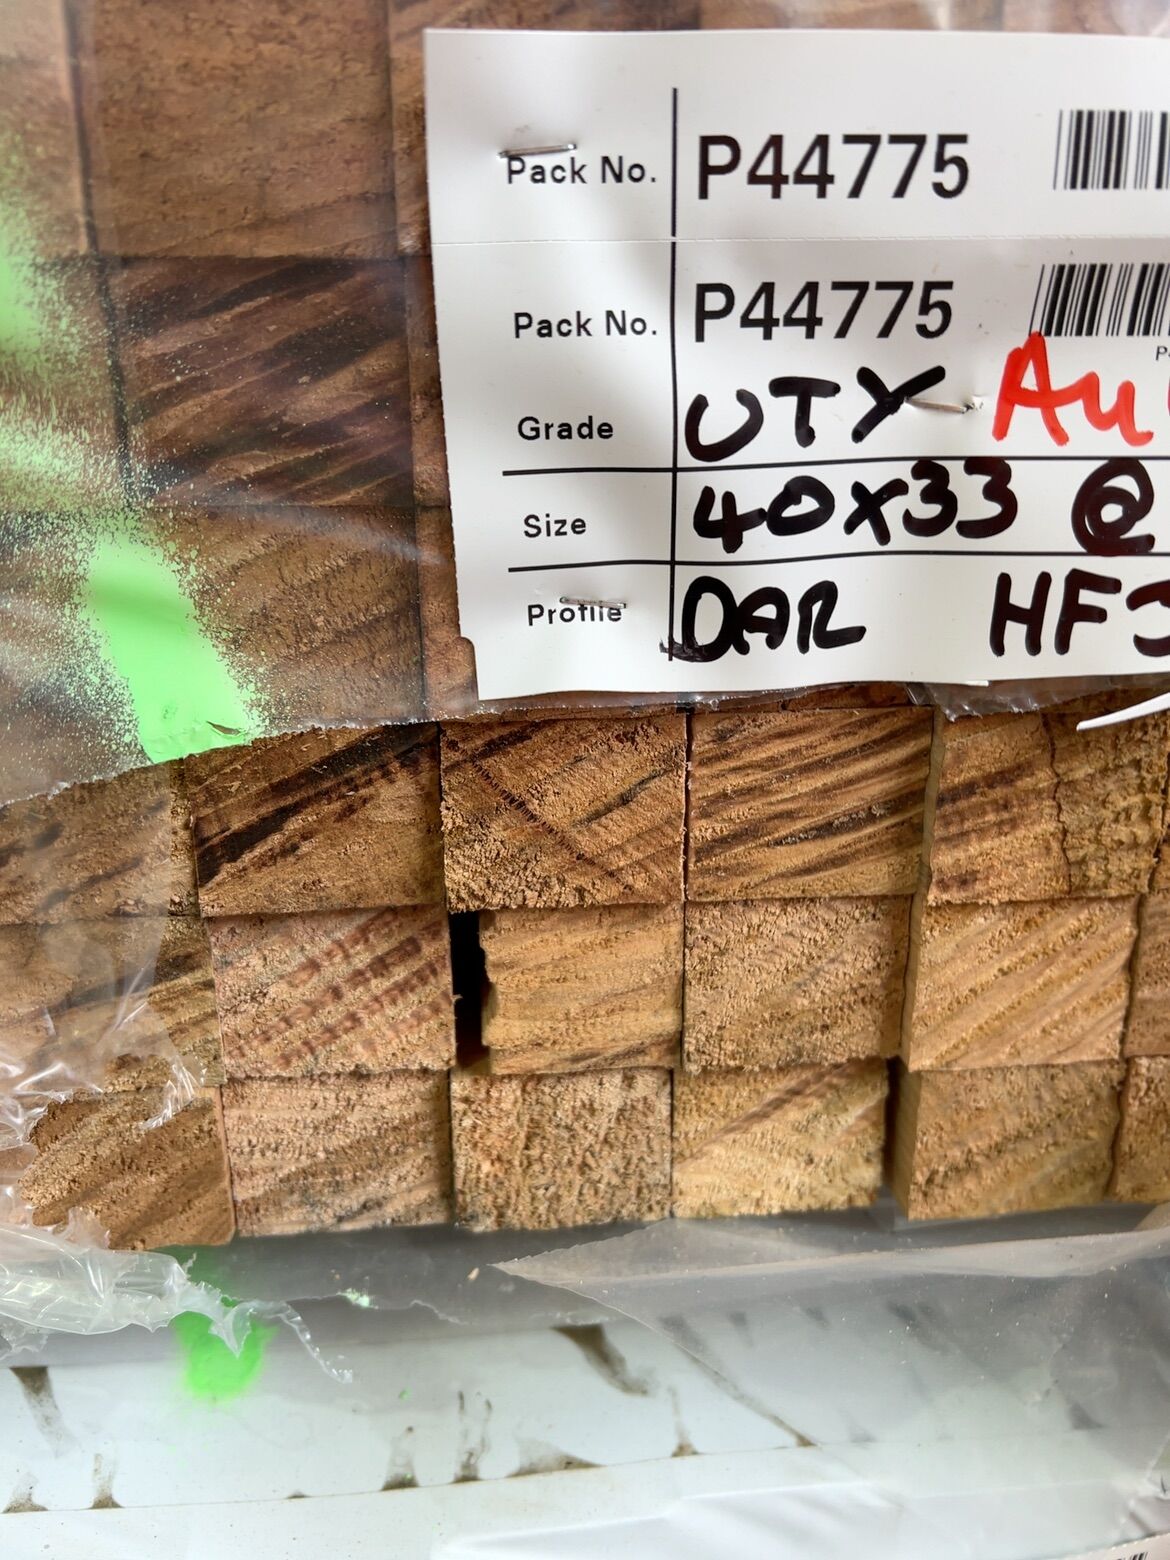 Pack No. P44775
Pack No. P44775
Grade UTY
Size 40x33 @
Profile DAR